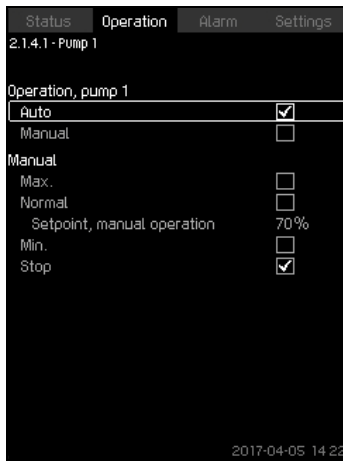 Status Operation Alarm Settings
2.1.4.1 - Pump 1
Operation, pump 1
Auto
Manual
Manual
Max.
Normal
Setpoint, manual operation 70%
Min.
Stop
2017-04-05 14:22